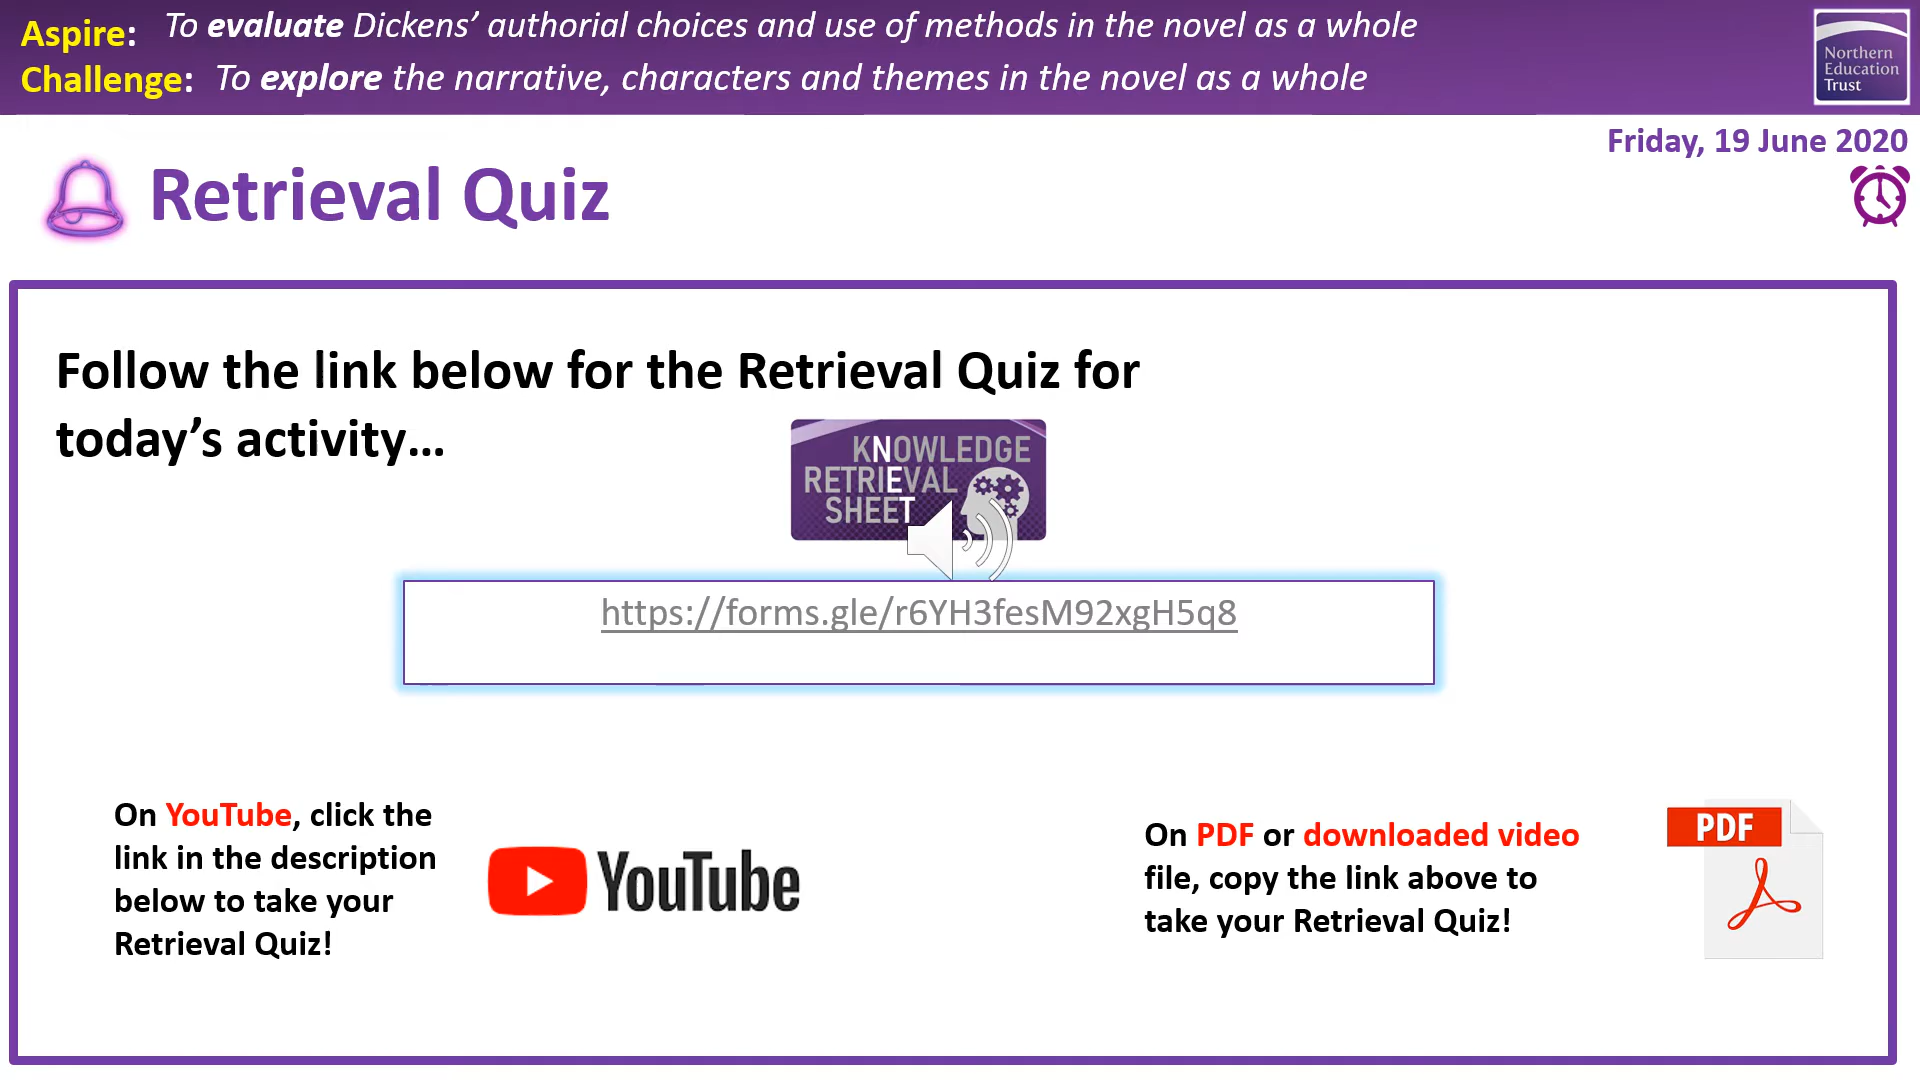 Aspire: To evaluate Dickens’ authorial choices and use of methods in the novel as a whole
Challenge: To explore the narrative, characters and themes in the novel as a whole
Northern
Education
Trust
Friday, 19 June 2020
Retrieval Quiz
Follow the link below for the Retrieval Quiz for
today’s activity...
KNOWLEDGE
RETRIEVAL
SHEET
https://forms.gle/r6YH3fesM92xgH5q8
On YouTube, click the
link in the description
below to take your
Retrieval Quiz!
YouTube
On PDF or downloaded video
file, copy the link above to
take your Retrieval Quiz!
PDF